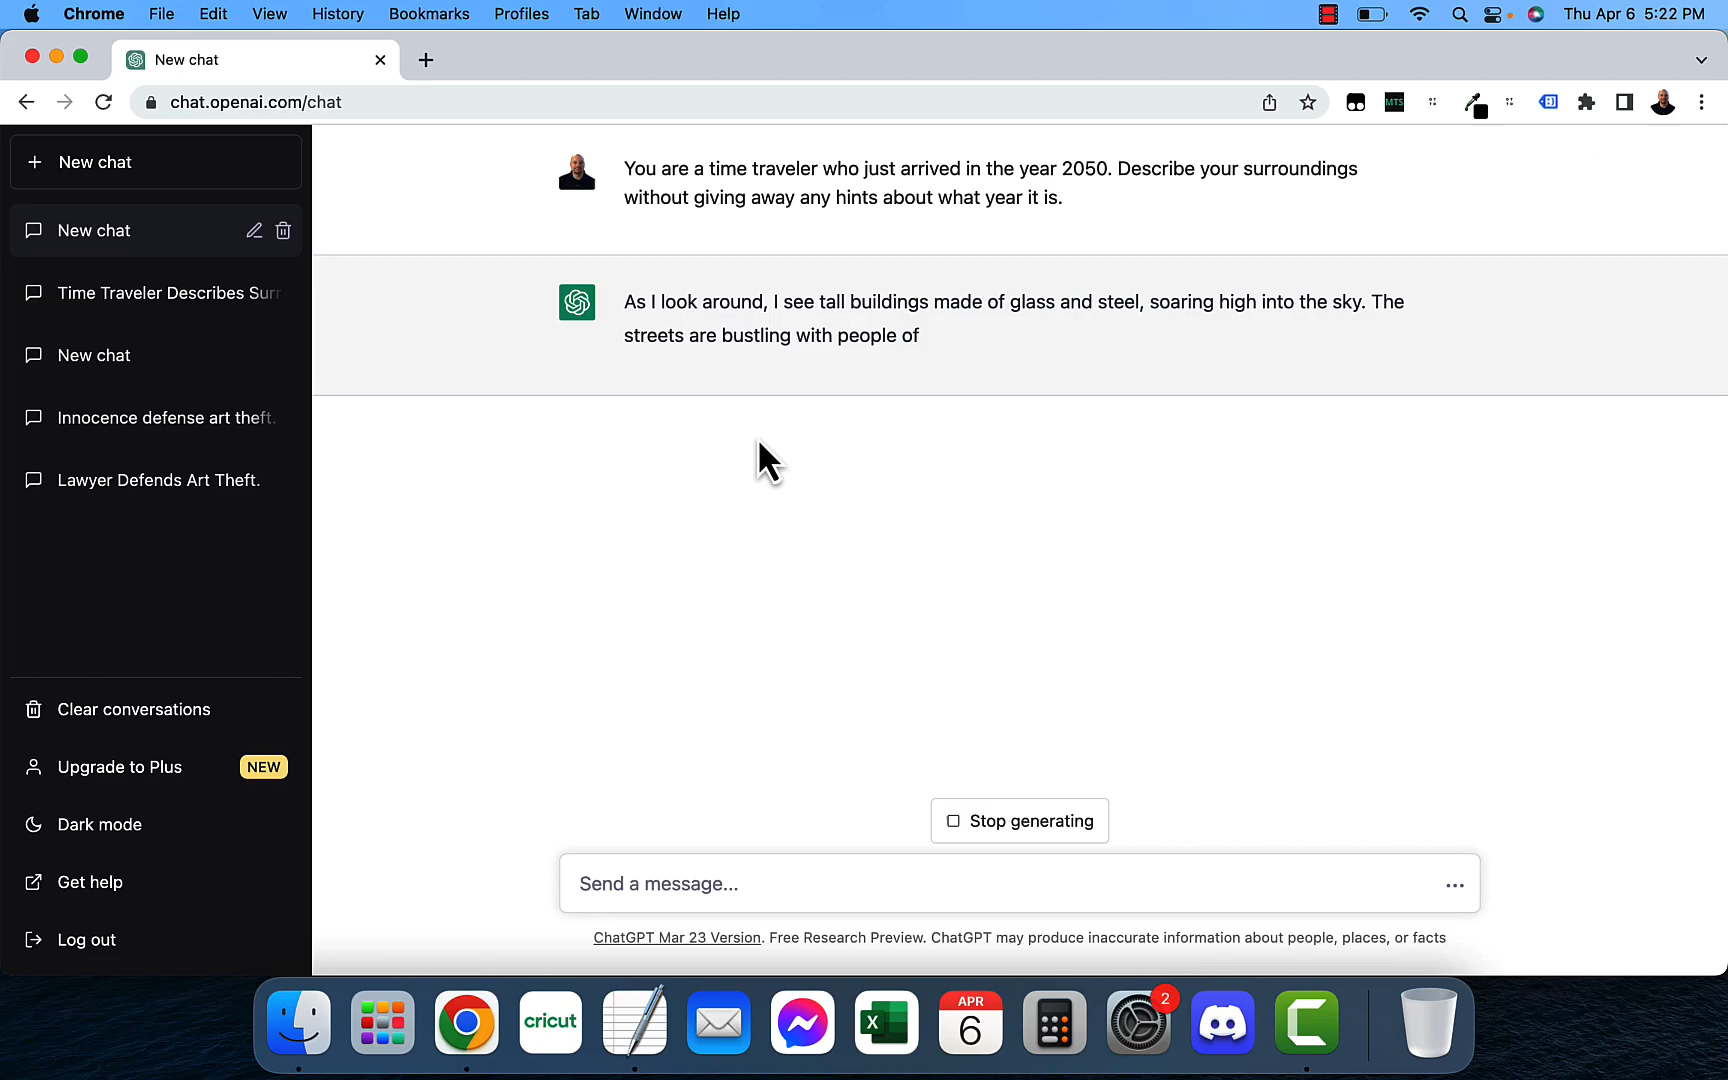 Chrome File Edit View History Bookmarks Profiles Tab Window Help Thu Apr 6 5:22 PM
New chat
chat.openai.com/chat
MTS
New chat
New chat
Time Traveler Describes Surr
New chat
Innocence defense art theft.
Lawyer Defends Art Theft.
Clear conversations
Upgrade to Plus NEW
Dark mode
Get help
Log out
You are a time traveler who just arrived in the year 2050. Describe your surroundings
without giving away any hints about what year it is.
As I look around, I see tall buildings made of glass and steel, soaring high into the sky. The
streets are bustling with people of
Stop generating
Send a message...
ChatGPT Mar 23 Version. Free Research Preview. ChatGPT may produce inaccurate information about people, places, or facts
cricut
X
APR
6
2